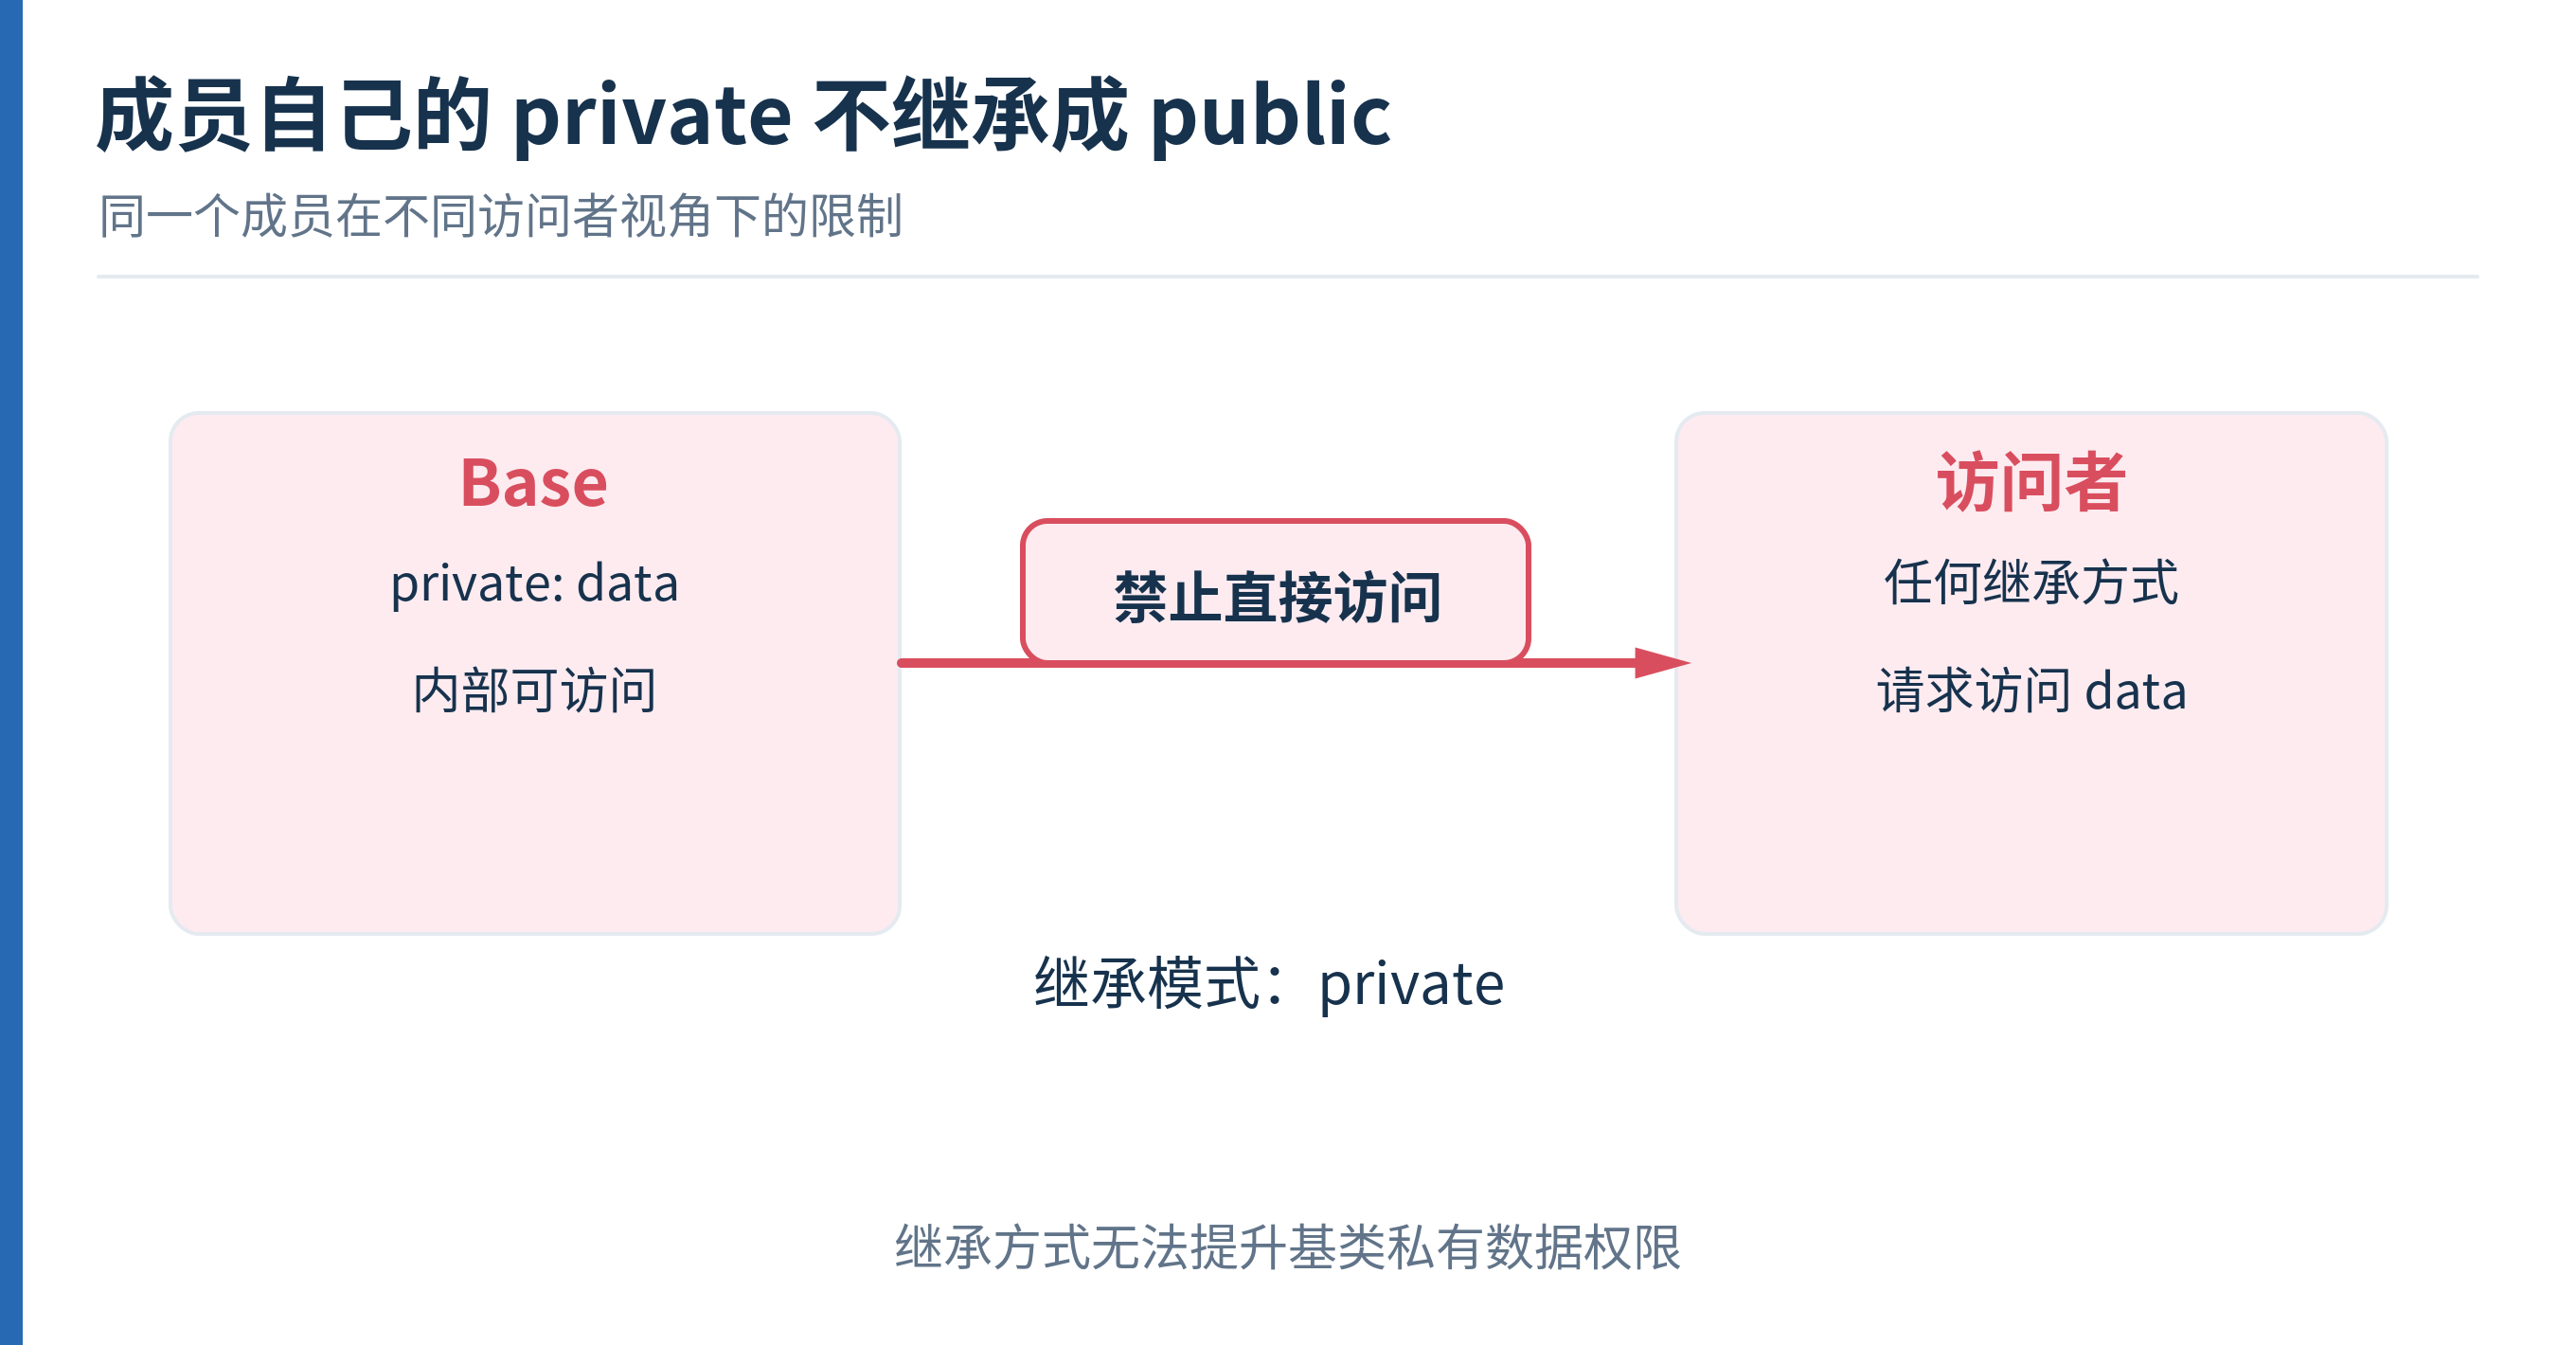 成员自己的 private 不继承成 public
同一个成员在不同访问者视角下的限制
Base
private: data
内部可访问
禁止直接访问
访问者
任何继承方式
请求访问 data
继承模式：private
继承方式无法提升基类私有数据权限